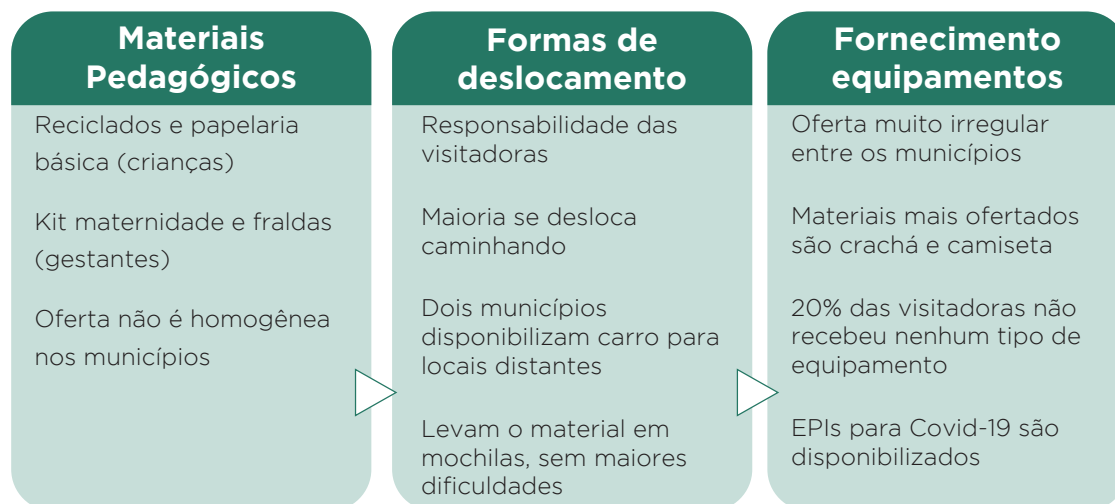 Materiais
Pedagógicos
Reciclados e papelaria
básica (crianças)
Kit maternidade e fraldas
(gestantes)
Oferta não é homogênea
nos municípios
Formas de
deslocamento
Responsabilidade das
visitadoras
Maioria se desloca
caminhando
Dois municípios
disponibilizam carro para
locais distantes
Levam o material em
mochilas, sem maiores
dificuldades
Fornecimento
equipamentos
Oferta muito irregular
entre os municípios
Materiais mais ofertados
são crachá e camiseta
20% das visitadoras não
recebeu nenhum tipo de
equipamento
EPIs para Covid-19 são
disponibilizados